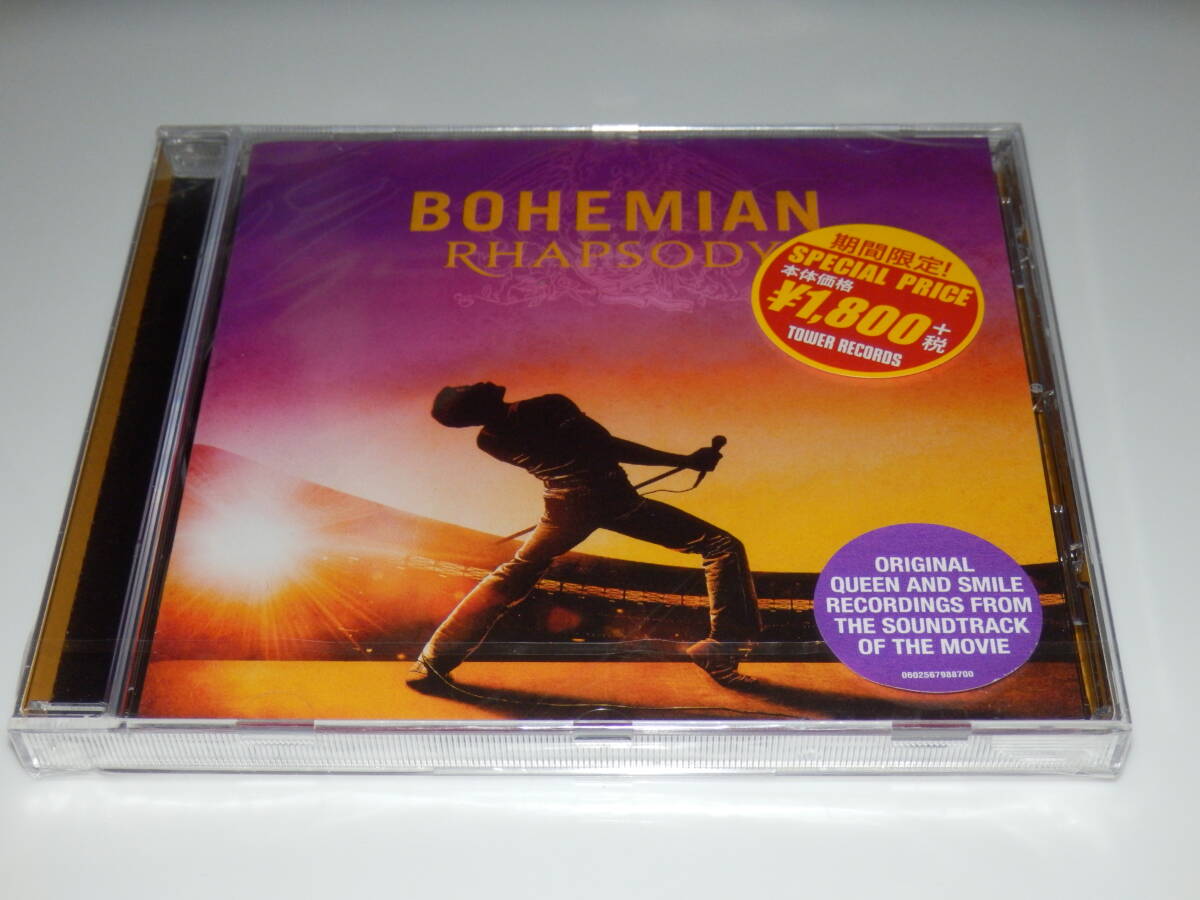 BOHEMIAN
RHAPSODY
期間限定!
SPECIAL PRICE
本体価格
¥1,800+税
TOWER RECORDS
ORIGINAL
QUEEN AND SMILE
RECORDINGS FROM
THE SOUNDTRACK
OF THE MOVIE
0602567988700